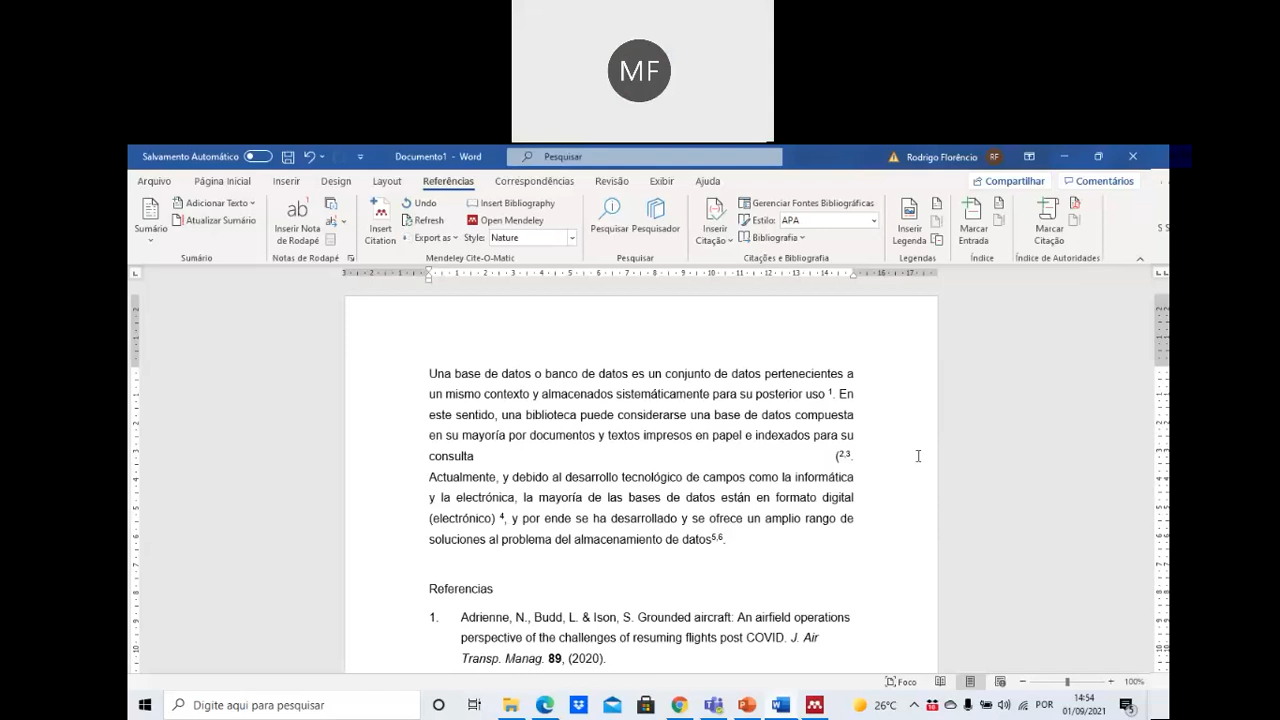 MF
Salvamento Automático
Documento1 - Word
Pesquisar
Rodrigo Florêncio
RF
Arquivo
Página Inicial
Inserir
Design
Layout
Referências
Correspondências
Revisão
Exibir
Ajuda
Compartilhar
Comentários
Sumário
Adicionar Texto
Atualizar Sumário
Sumário
ab
Inserir Nota de Rodapé
ab
Notas de Rodapé
Insert Citation
Undo
Refresh
Export as
Insert Bibliography
Open Mendeley
Style: Nature
Mendeley Cite-O-Matic
Pesquisar
Pesquisador
Pesquisar
Inserir Citação
Gerenciar Fontes Bibliográficas
Estilo: APA
Bibliografia
Citações e Bibliografia
Inserir Legenda
Legendas
Marcar Entrada
Índice
Marcar Citação
Índice de Autoridades
Una base de datos o banco de datos es un conjunto de datos pertenecientes a
un mismo contexto y almacenados sistemáticamente para su posterior uso 1. En
este sentido, una biblioteca puede considerarse una base de datos compuesta
en su mayoría por documentos y textos impresos en papel e indexados para su
consulta (2,3.
Actualmente, y debido al desarrollo tecnológico de campos como la informática
y la electrónica, la mayoría de las bases de datos están en formato digital
(electrónico) 4, y por ende se ha desarrollado y se ofrece un amplio rango de
soluciones al problema del almacenamiento de datos5,6.
Referencias
1. Adrienne, N., Budd, L. & Ison, S. Grounded aircraft: An airfield operations
perspective of the challenges of resuming flights post COVID. J. Air
Transp. Manag. 89, (2020).
Foco
100%
Digite aqui para pesquisar
26°C
POR
14:54
01/09/2021